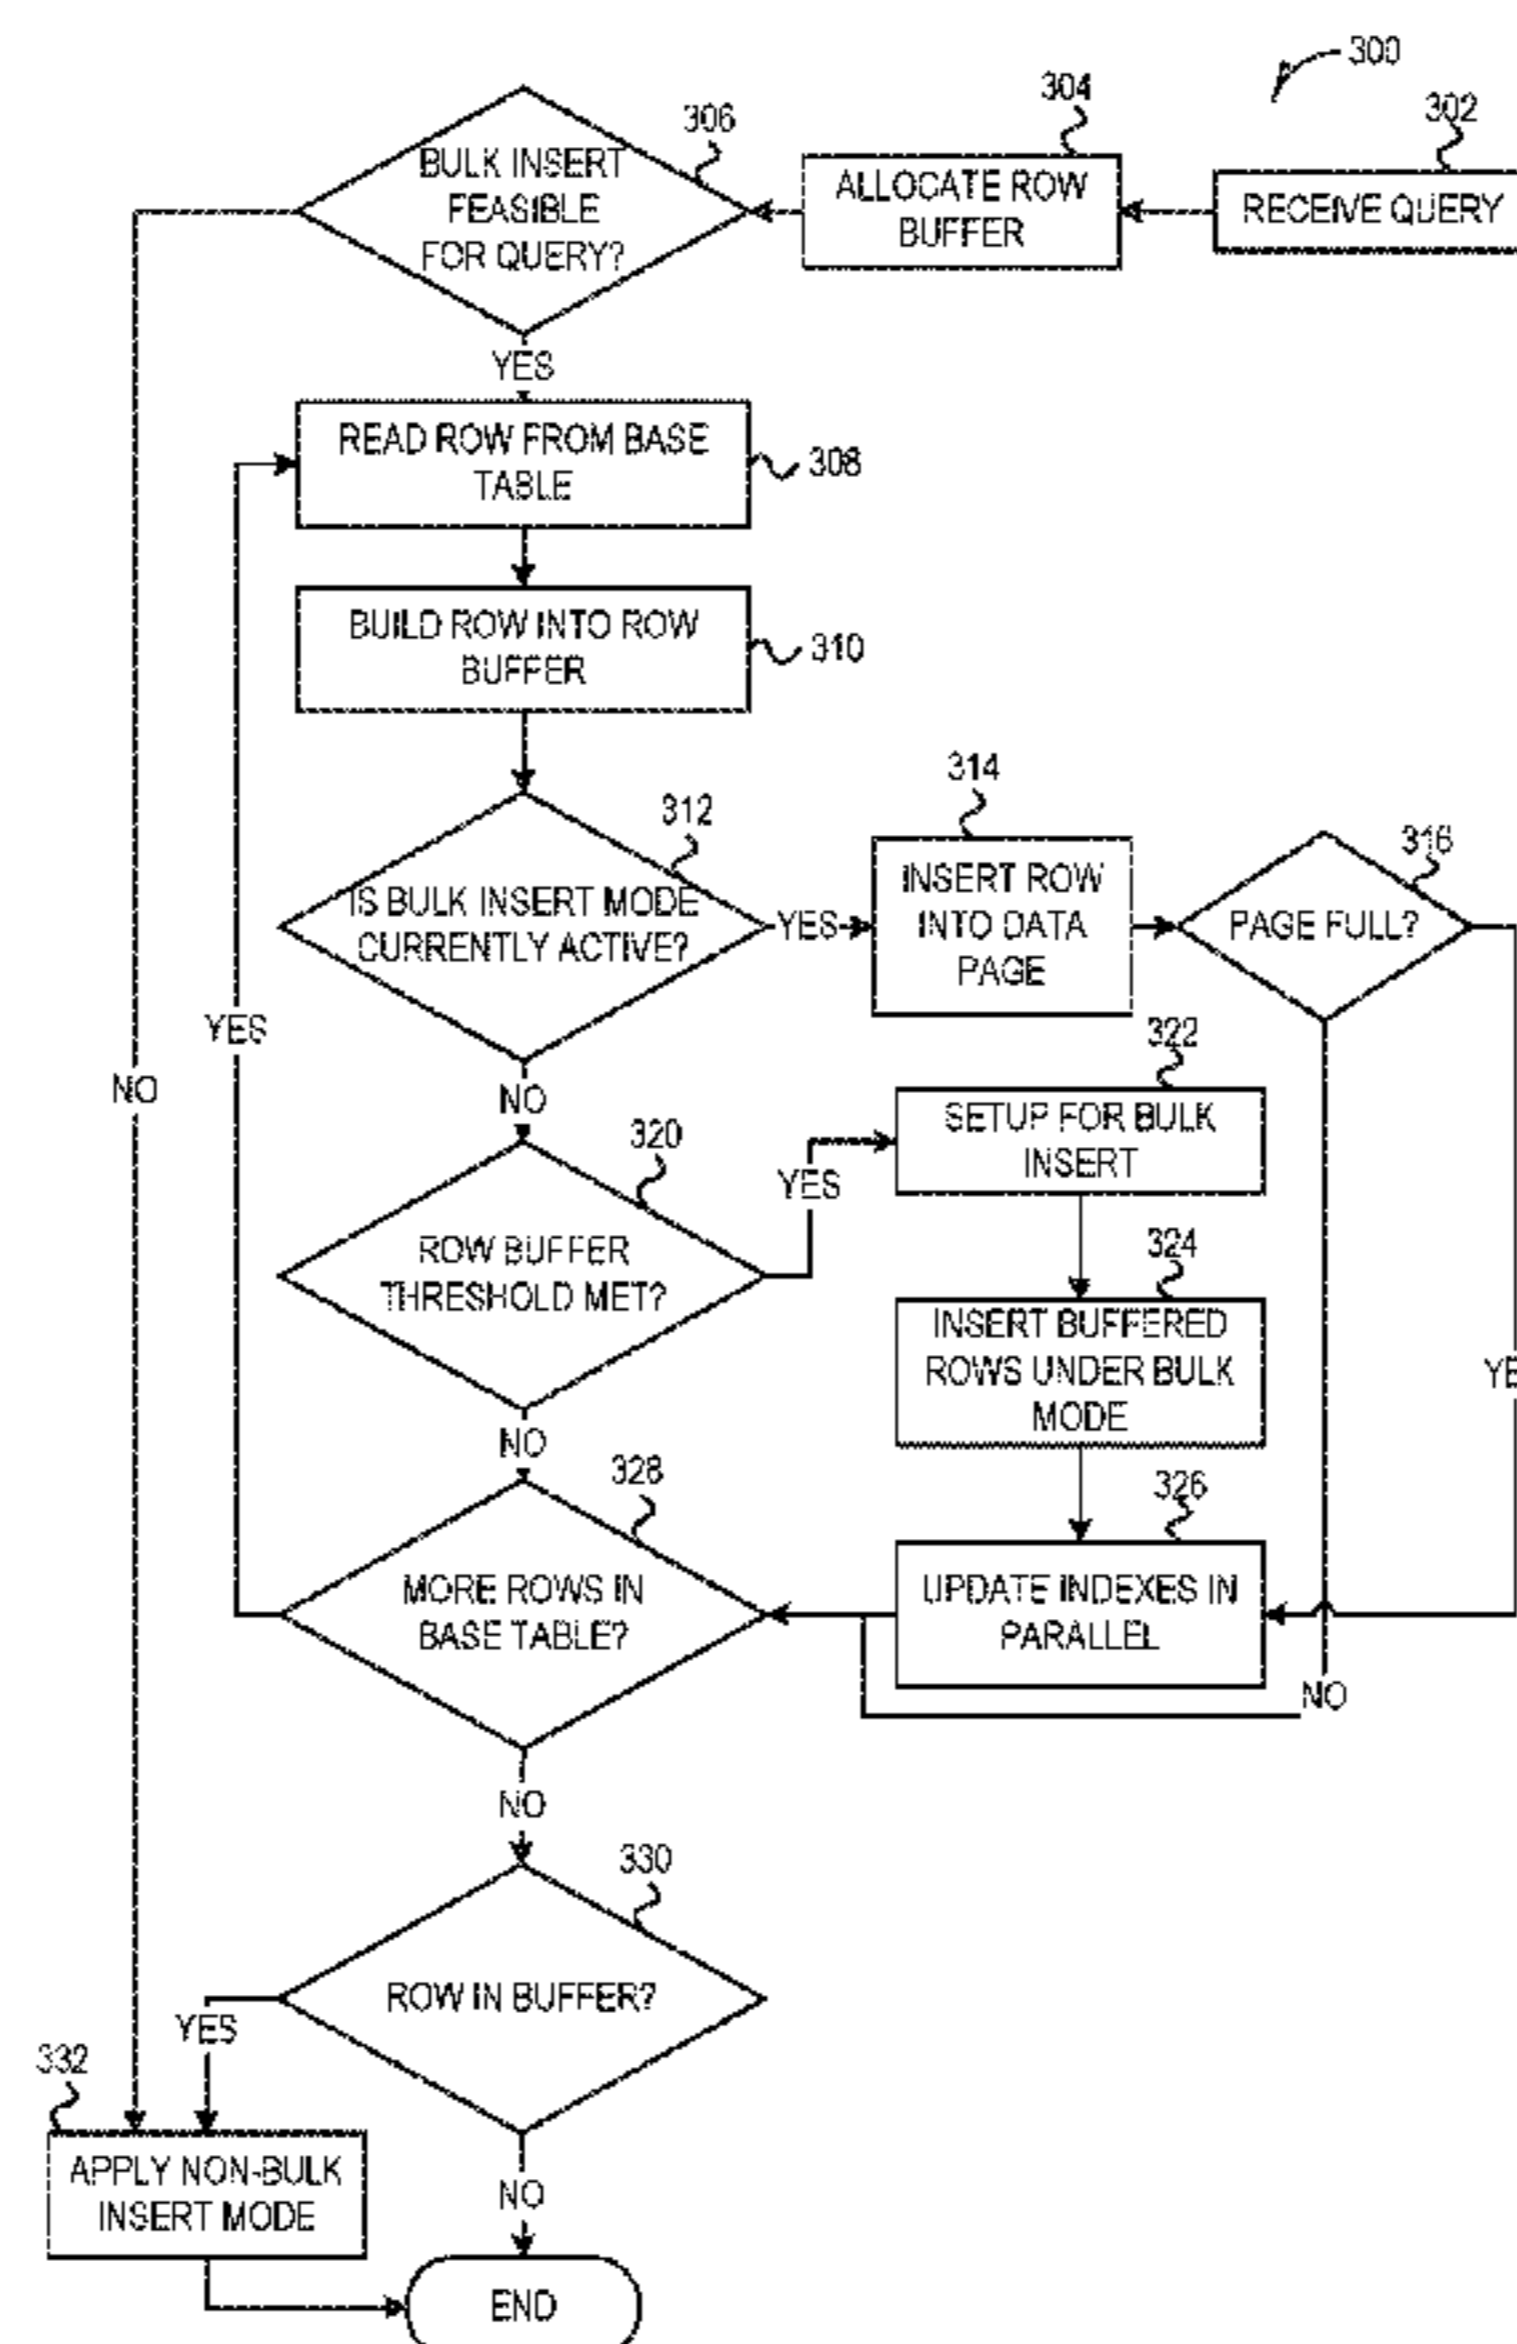 300
302
RECEIVE QUERY
304
ALLOCATE ROW
BUFFER
306
BULK INSERT
FEASIBLE
FOR QUERY?
YES
NO
READ ROW FROM BASE
TABLE
308
BUILD ROW INTO ROW
BUFFER
310
312
IS BULK INSERT MODE
CURRENTLY ACTIVE?
YES
NO
314
INSERT ROW
INTO DATA
PAGE
316
PAGE FULL?
YE
NO
320
ROW BUFFER
THRESHOLD MET?
YES
NO
322
SETUP FOR BULK
INSERT
324
INSERT BUFFERED
ROWS UNDER BULK
MODE
326
UPDATE INDEXES IN
PARALLEL
328
MORE ROWS IN
BASE TABLE?
YES
NO
330
ROW IN BUFFER?
YES
NO
332
APPLY NON-BULK
INSERT MODE
END